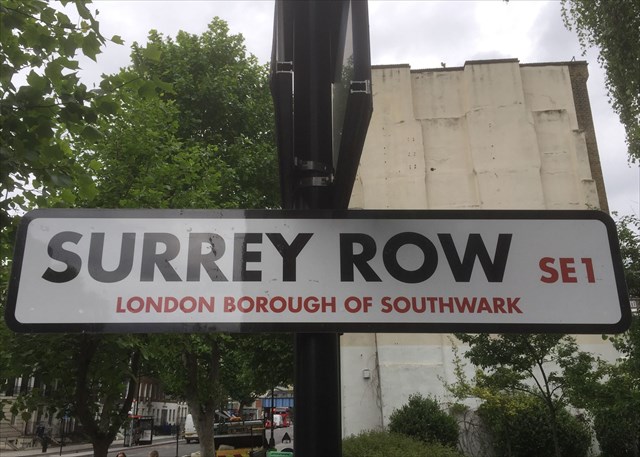 SURREY ROW SE1
LONDON BOROUGH OF SOUTHWARK